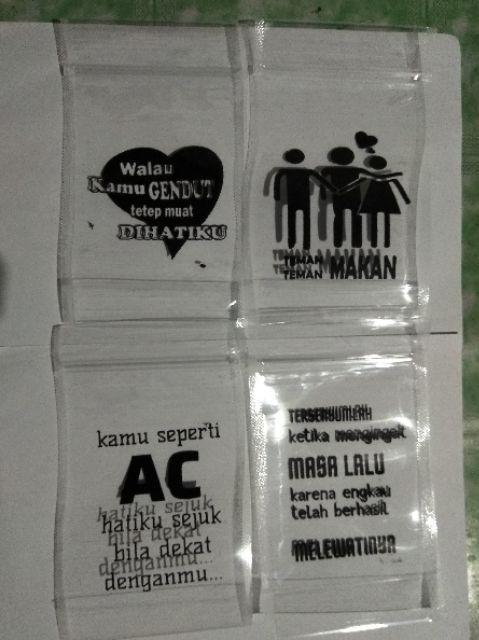 Walau
Kamu GENDUT
tetep muat
DIHATIKU
TEMAN
TEMAN MAKAN
kamu seperti
AC
hatiku sejuk
bila dekat
denganmu...
TERSENYUMLAH
ketika mengingat
MASA LALU
karena engkau
telah berhasil
MELEWATINYA